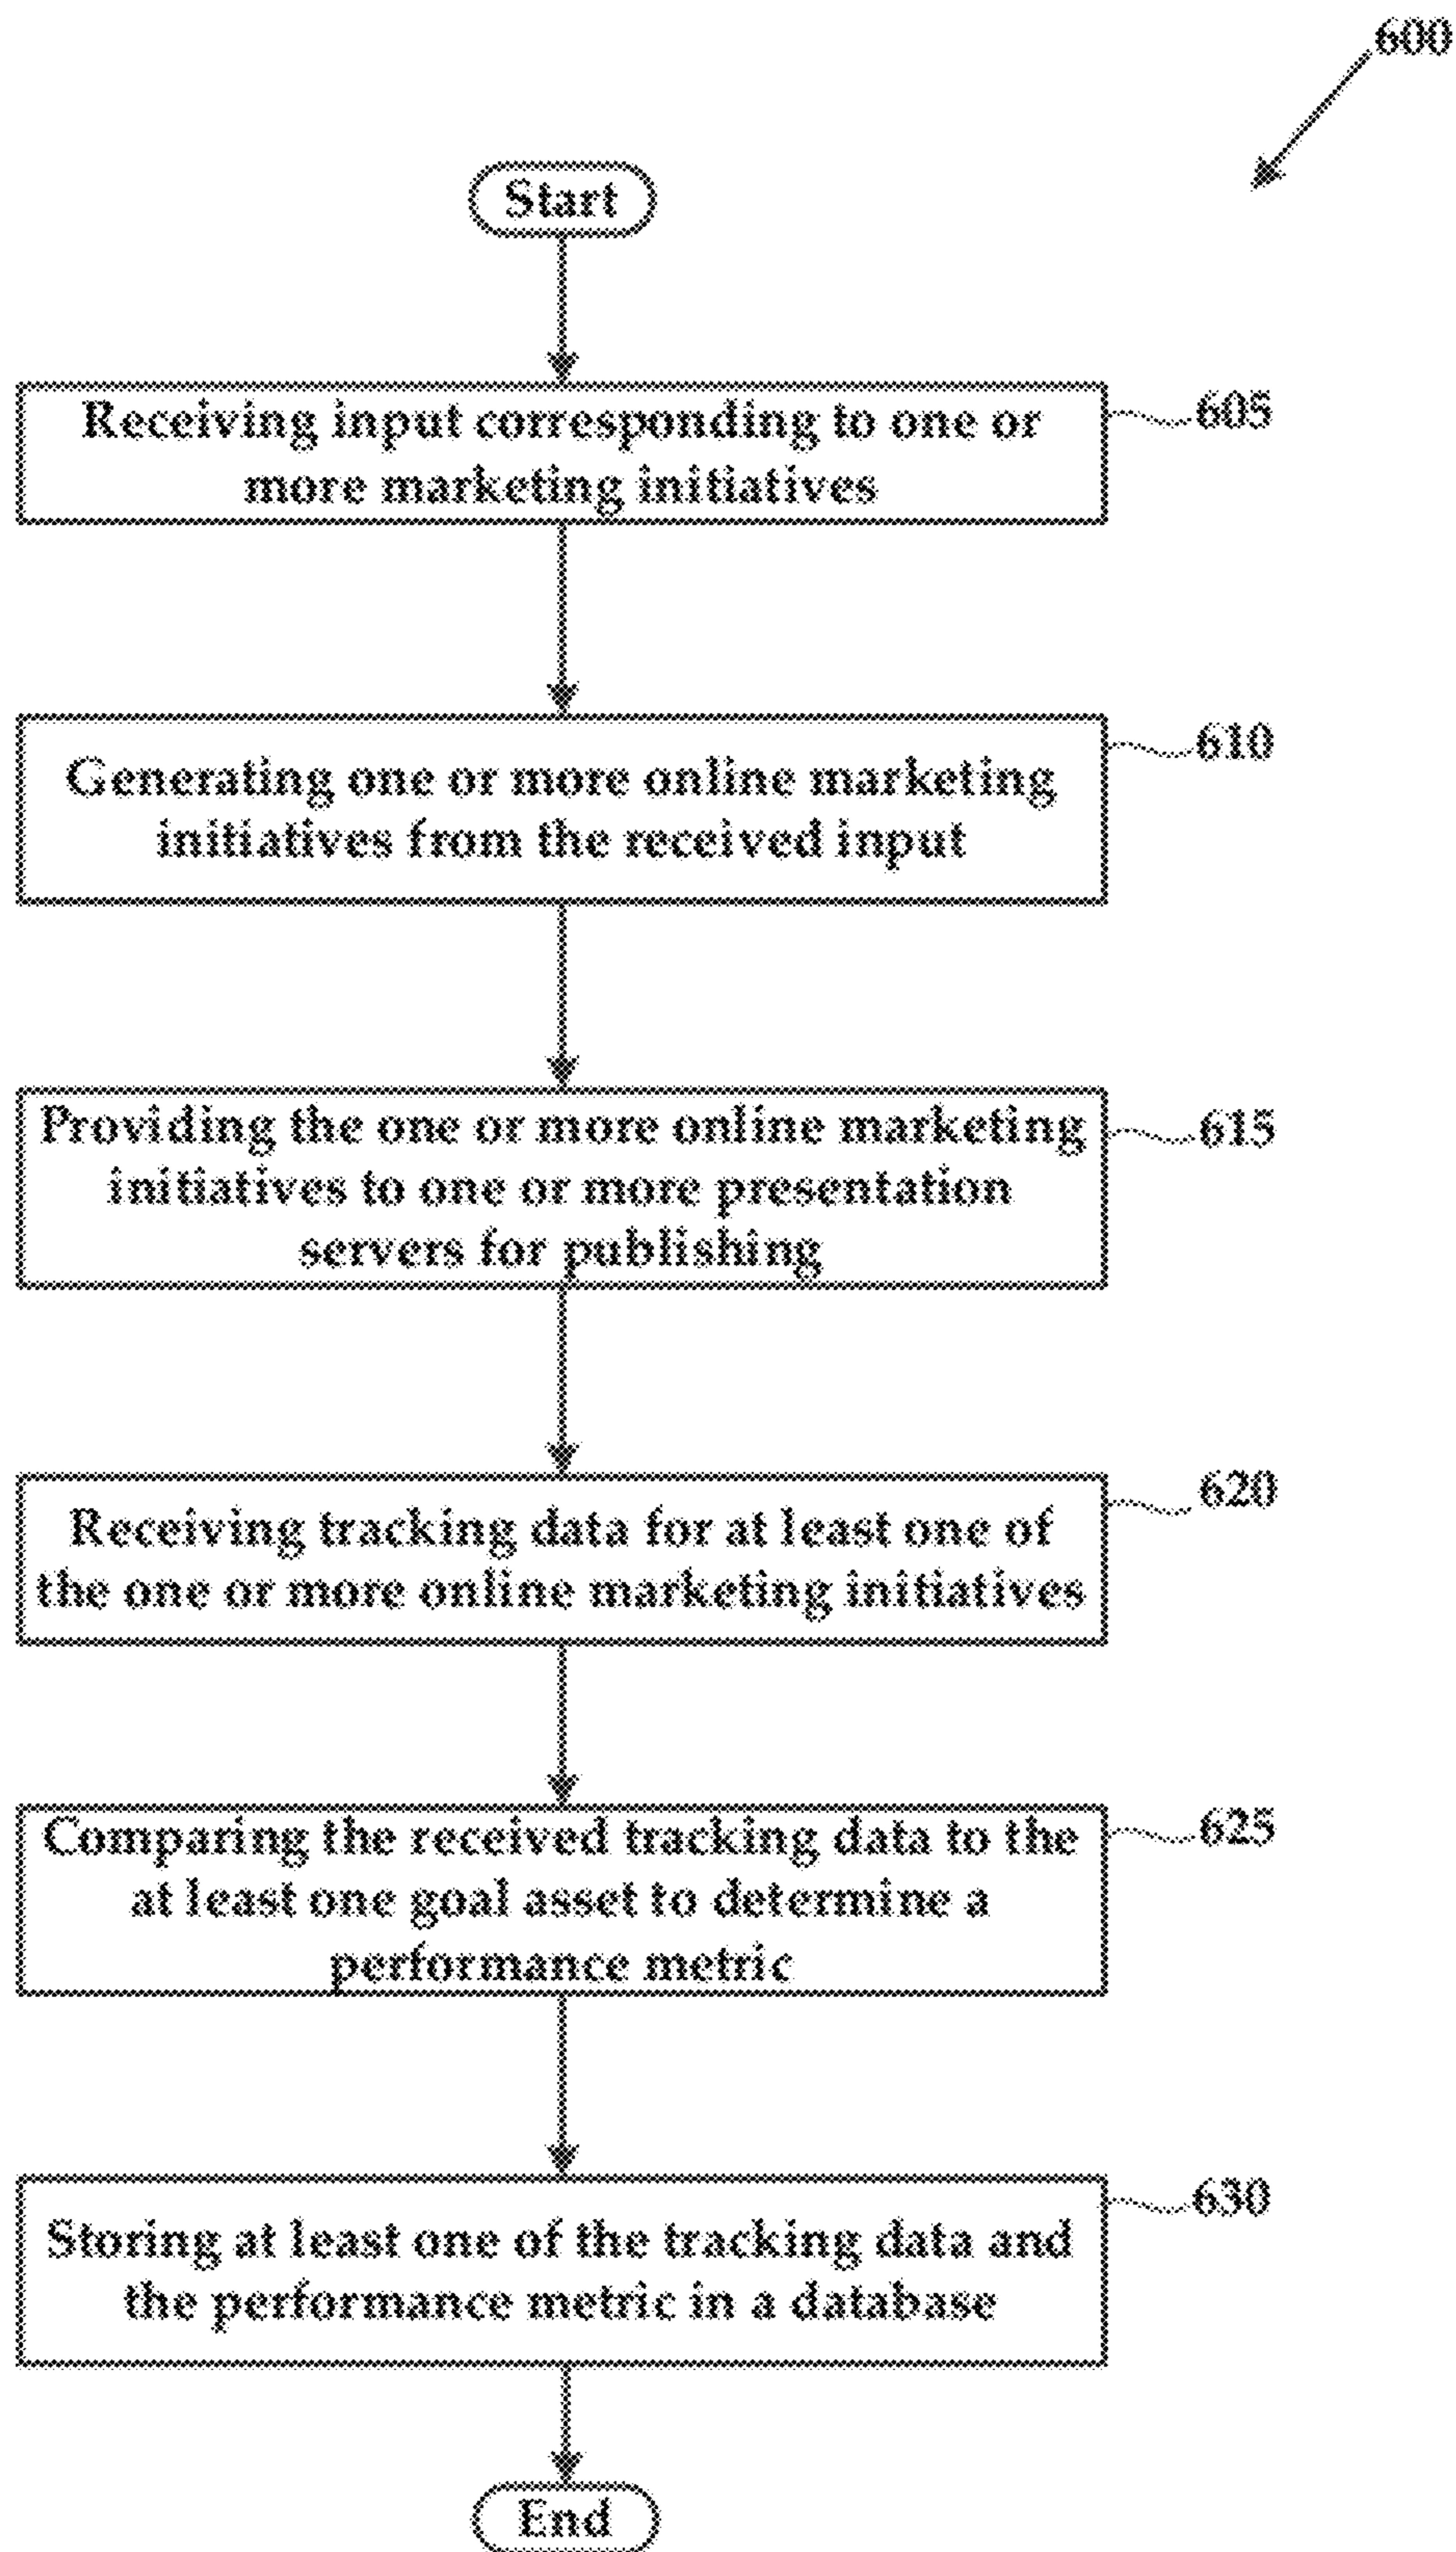 600
Start
Receiving input corresponding to one or
more marketing initiatives
605
Generating one or more online marketing
initiatives from the received input
610
Providing the one or more online marketing
initiatives to one or more presentation
servers for publishing
615
Receiving tracking data for at least one of
the one or more online marketing initiatives
620
Comparing the received tracking data to the
at least one goal asset to determine a
performance metric
625
Storing at least one of the tracking data and
the performance metric in a database
630
End